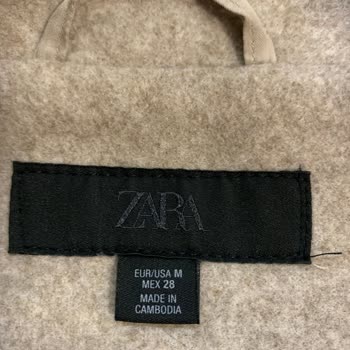 ZARA
EUR/USA M
MEX 28
MADE IN
CAMBODIA